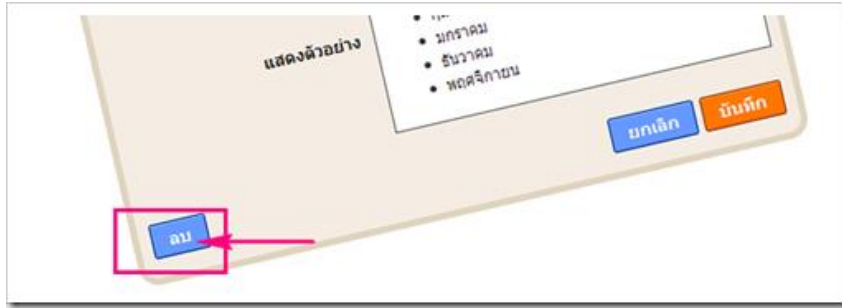 แสดงตัวอย่าง
มกราคม
ธันวาคม
พฤศจิกายน
ยกเลิก
บันทึก
ลบ